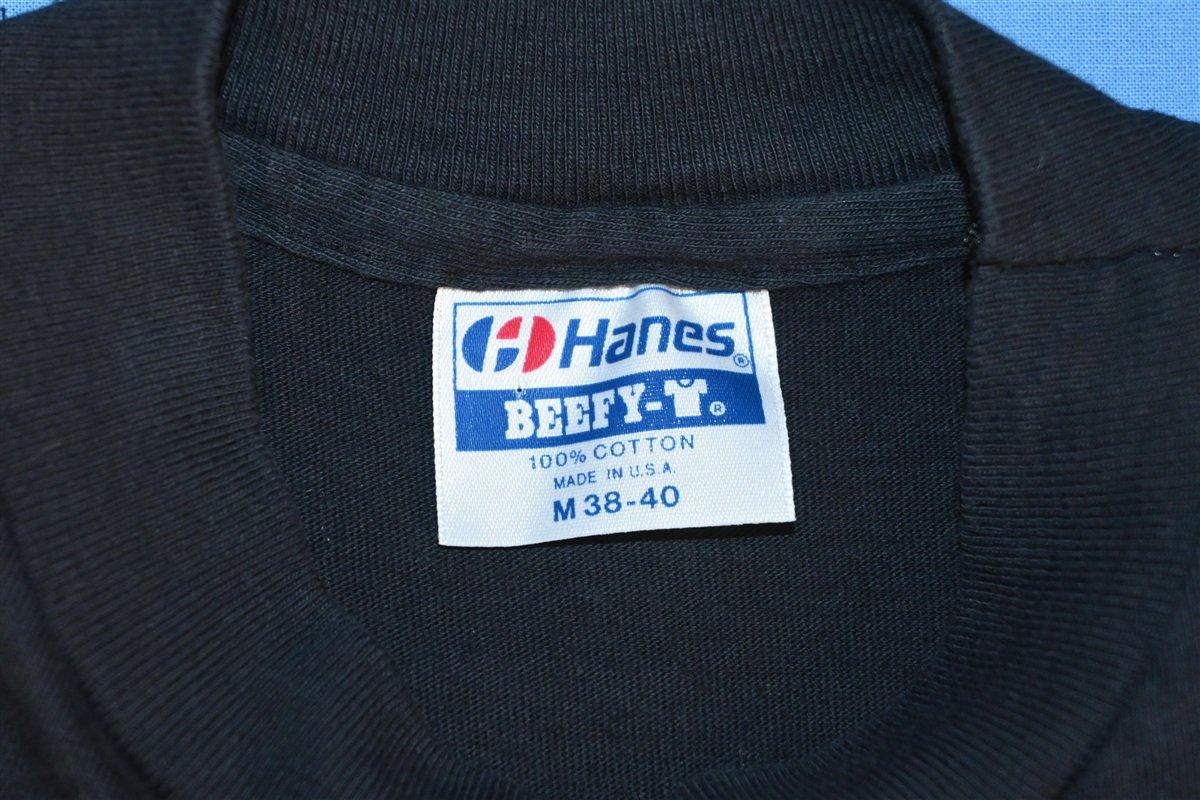 Hanes®
BEEFY-T®
100% COTTON
MADE IN U.S.A.
M 38-40